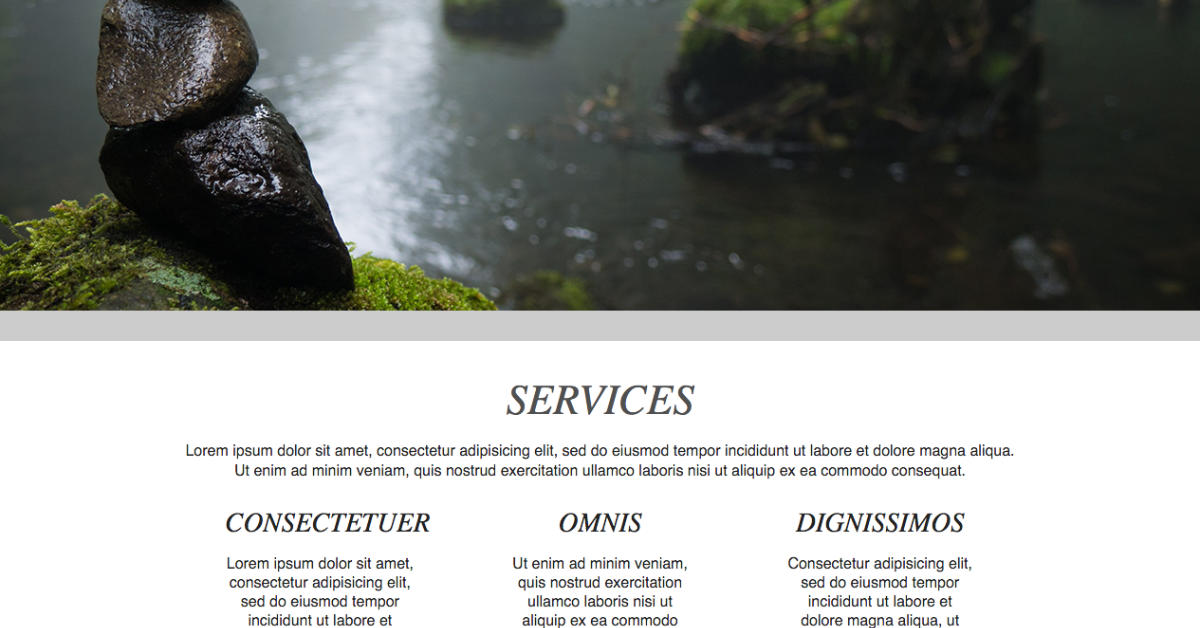 SERVICES
Lorem ipsum dolor sit amet, consectetur adipisicing elit, sed do eiusmod tempor incididunt ut labore et dolore magna aliqua.
Ut enim ad minim veniam, quis nostrud exercitation ullamco laboris nisi ut aliquip ex ea commodo consequat.
CONSECTETUER
Lorem ipsum dolor sit amet,
consectetur adipisicing elit,
sed do eiusmod tempor
incididunt ut labore et
OMNIS
Ut enim ad minim veniam,
quis nostrud exercitation
ullamco laboris nisi ut
aliquip ex ea commodo
DIGNISSIMOS
Consectetur adipisicing elit,
sed do eiusmod tempor
incididunt ut labore et
dolore magna aliqua, ut